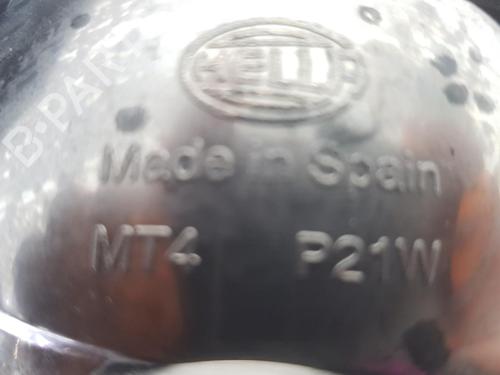 HELLA
Made in Spain
MT4 P21W
B-PARTS